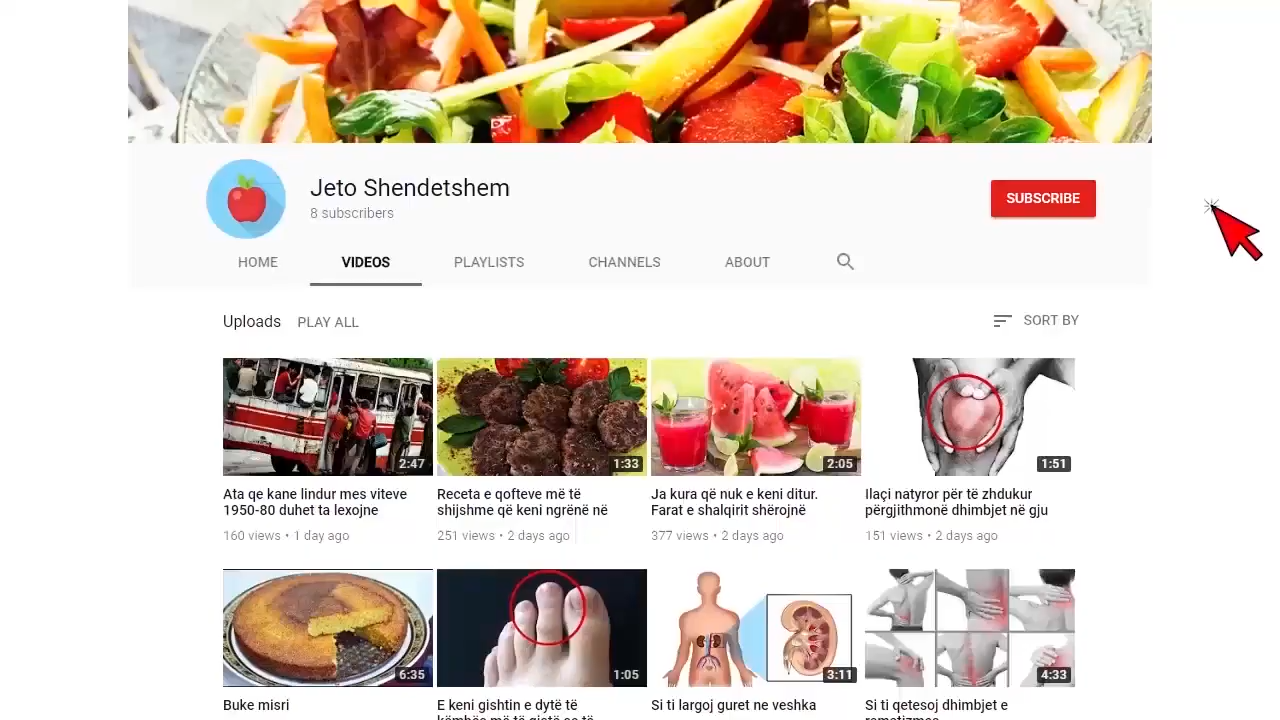 Jeto Shendetshem
8 subscribers
SUBSCRIBE
HOME
VIDEOS
PLAYLISTS
CHANNELS
ABOUT
Uploads
PLAY ALL
SORT BY
2:47
1:33
2:05
1:51
Ata qe kane lindur mes viteve
1950-80 duhet ta lexojne
160 views • 1 day ago
Receta e qofteve më të
shijshme që keni ngrënë në
251 views • 2 days ago
Ja kura që nuk e keni ditur.
Farat e shalqirit shërojnë
377 views • 2 days ago
Ilaçi natyror për të zhdukur
përgjithmonë dhimbjet në gju
151 views • 2 days ago
6:35
1:05
3:11
4:33
Buke misri
E keni gishtin e dytë të
Si ti largoj guret ne veshka
Si ti qetesoj dhimbjet e